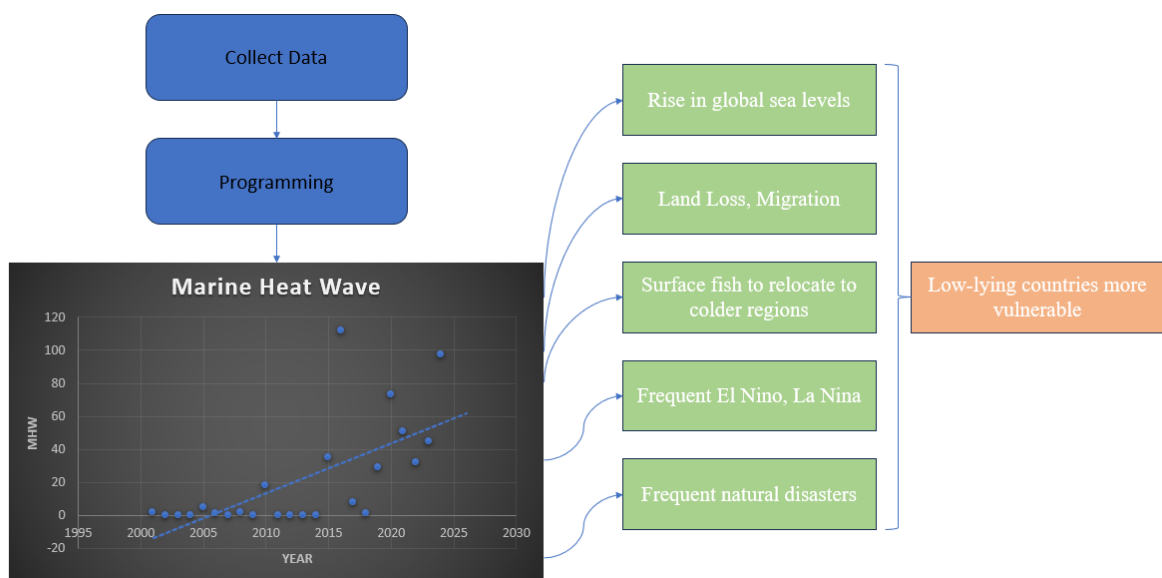 Collect Data
Programming
Marine Heat Wave
120
100
80
60
40
20
0
-20
MHW
1995
2000
2005
2010
2015
2020
2025
2030
YEAR
Rise in global sea levels
Land Loss, Migration
Surface fish to relocate to
colder regions
Frequent El Nino, La Nina
Frequent natural disasters
Low-lying countries more
vulnerable